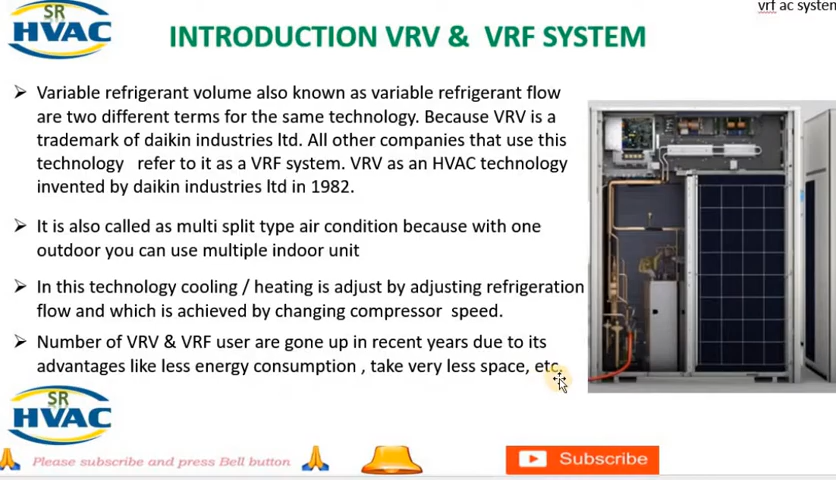 SR
HVAC
INTRODUCTION VRV & VRF SYSTEM
vrf ac system
Variable refrigerant volume also known as variable refrigerant flow
are two different terms for the same technology. Because VRV is a
trademark of daikin industries ltd. All other companies that use this
technology refer to it as a VRF system. VRV as an HVAC technology
invented by daikin industries ltd in 1982.
It is also called as multi split type air condition because with one
outdoor you can use multiple indoor unit
In this technology cooling / heating is adjust by adjusting refrigeration
flow and which is achieved by changing compressor speed.
Number of VRV & VRF user are gone up in recent years due to its
advantages like less energy consumption , take very less space, etc.
SR
HVAC
Please subscribe and press Bell button
Subscribe